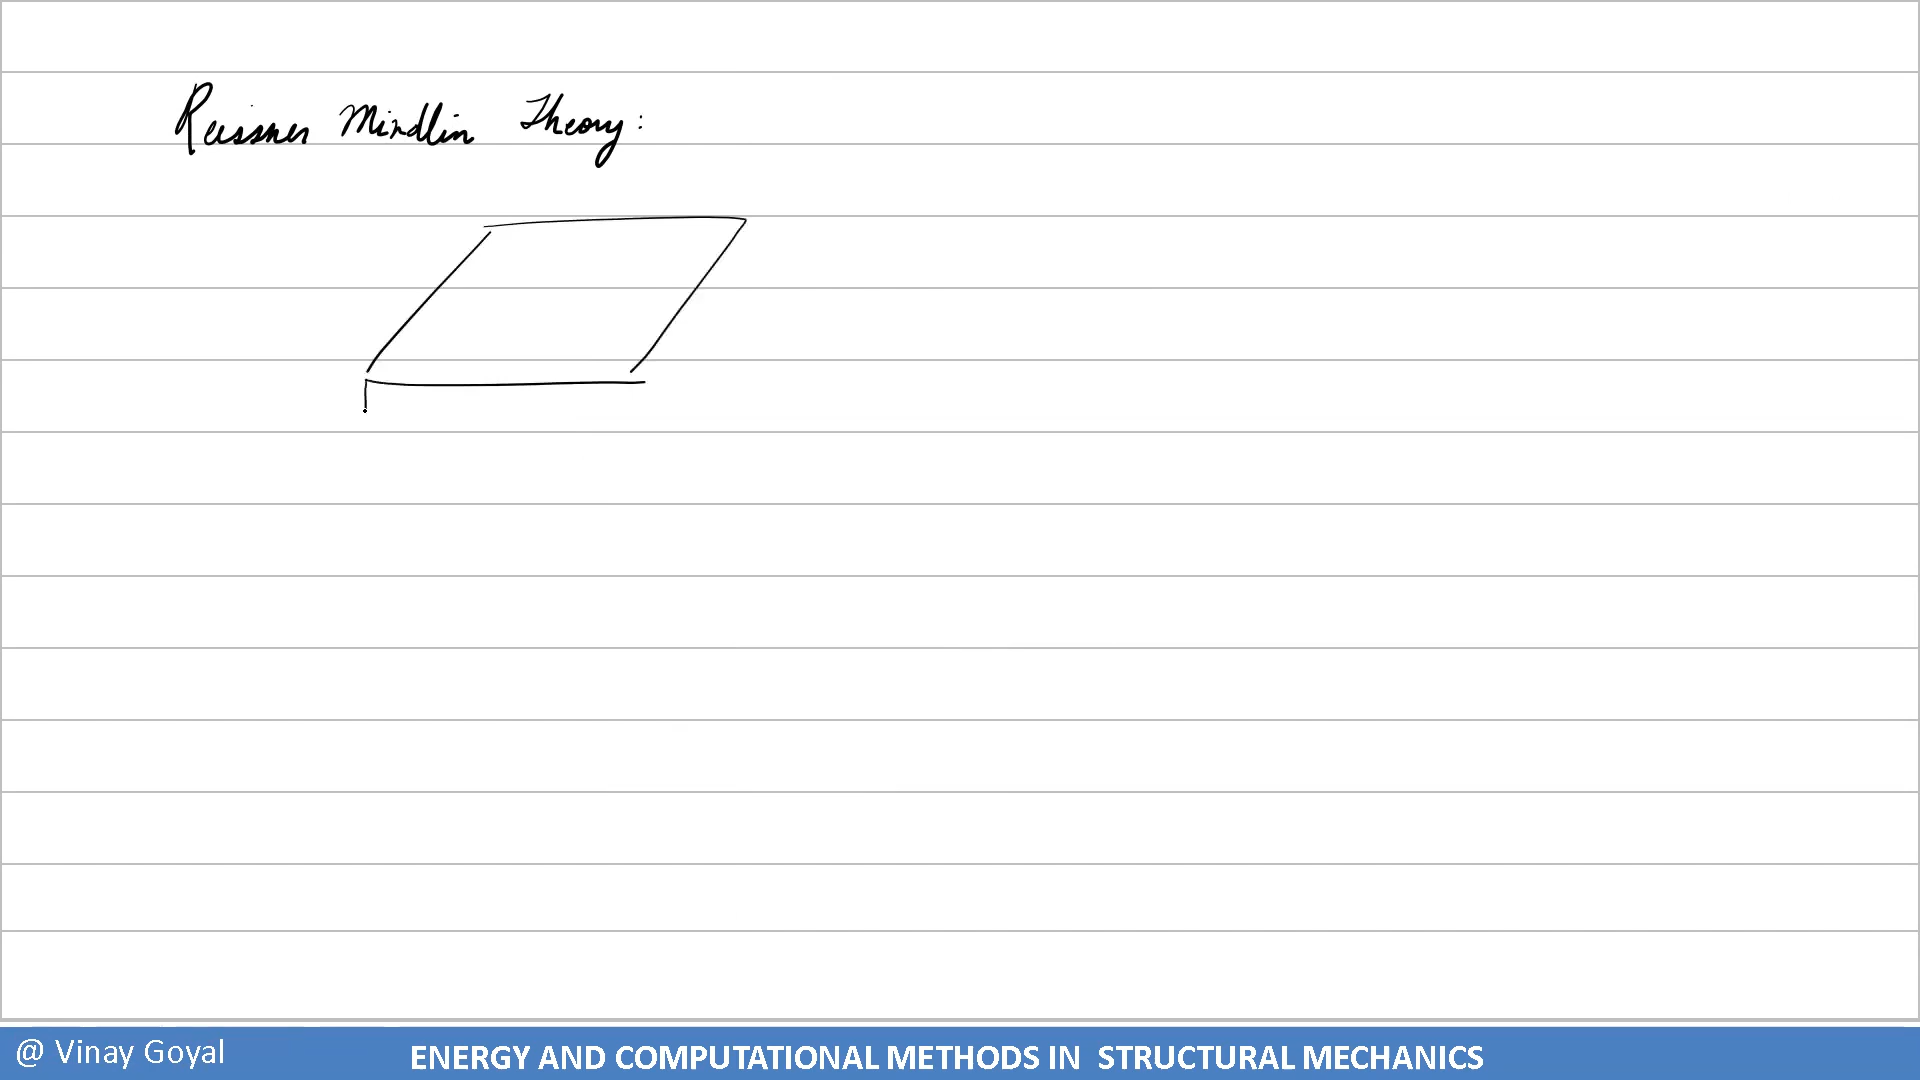 Reissner Mindlin Theory:
@ Vinay Goyal
ENERGY AND COMPUTATIONAL METHODS IN STRUCTURAL MECHANICS